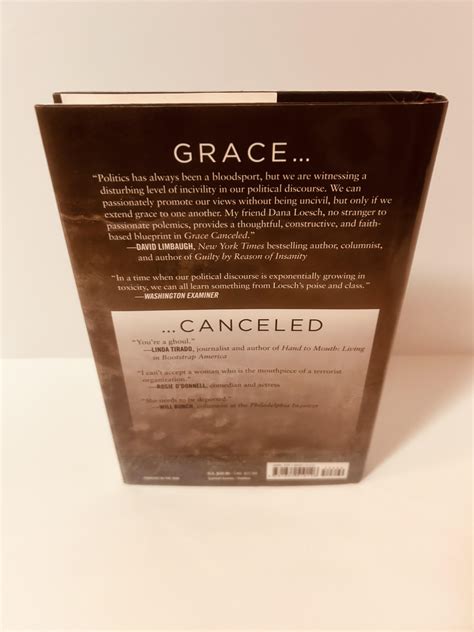 GRACE...
“Politics has always been a bloodsport, but we are witnessing a
disturbing level of incivility in our political discourse. We can
passionately promote our views without being uncivil, but only if we
extend grace to one another. My friend Dana Loesch, no stranger to
passionate polemics, provides a thoughtful, constructive, and faith-
based blueprint in Grace Canceled.”
—DAVID LIMBAUGH, New York Times bestselling author, columnist,
and author of Guilty by Reason of Insanity
“In a time when our political discourse is exponentially growing in
toxicity, we can all learn something from Loesch's poise and class.”
—WASHINGTON EXAMINER
...CANCELED
“You're a ghoul.”
—LINDA TIRADO, journalist and author of Hand to Mouth: Living
in Bootstrap America
“I can't accept a woman who is the mouthpiece of a terrorist
organization.”
—ROSIE O'DONNELL, comedian and actress
“She needs to be deported.”
—WILL BUNCH, columnist at the Philadelphia Inquirer